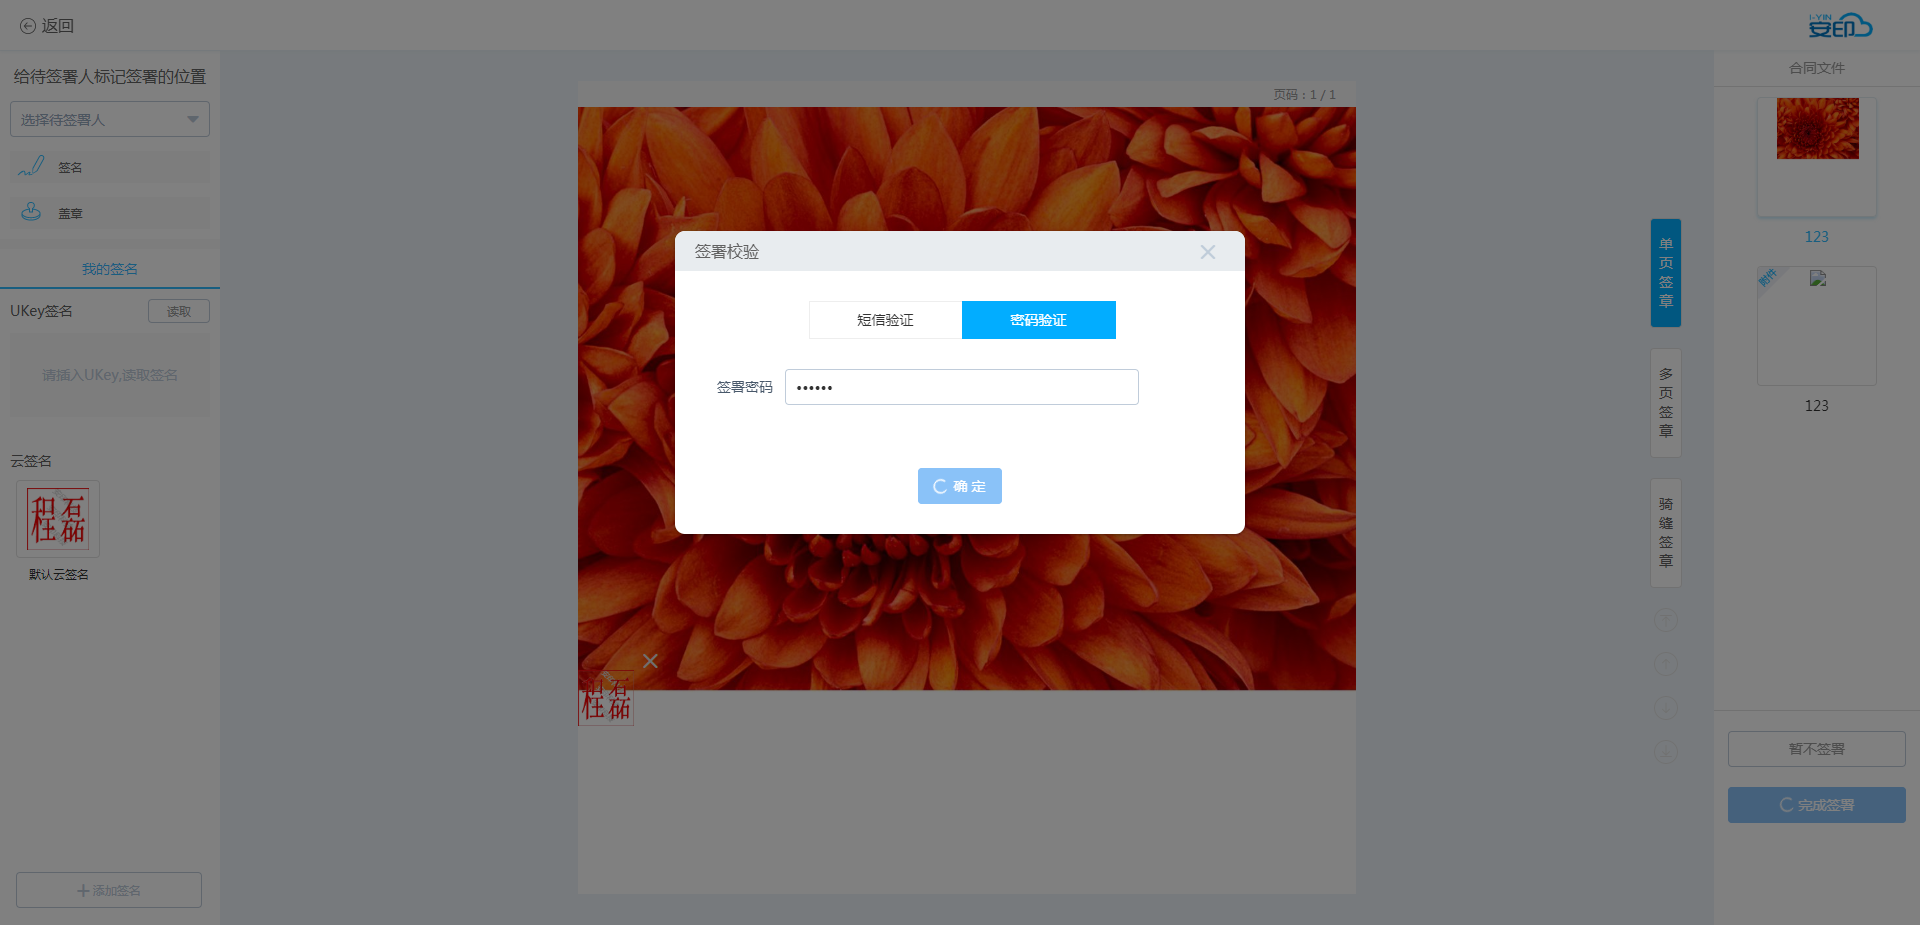 返回
I-YIN
安印
给待签署人标记签署的位置
选择待签署人
签名
盖章
我的签名
UKey签名
读取
请插入UKey,读取签名
云签名
默认云签名
添加签名
页码：1 / 1
签署校验
短信验证
密码验证
签署密码
••••••
确 定
单页签章
多页签章
骑缝签章
合同文件
123
附件
123
暂不签署
完成签署